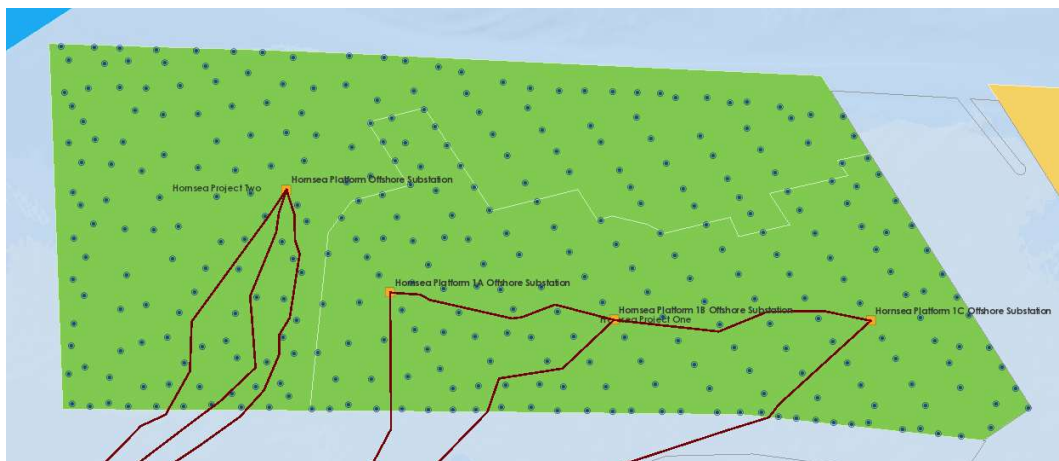 Hornsea Platform Offshore Substation
Hornsea Project Two
Hornsea Platform 1A Offshore Substation
Hornsea Platform 1B Offshore Substation
Hornsea Platform 1C Offshore Substation
Hornsea Project One